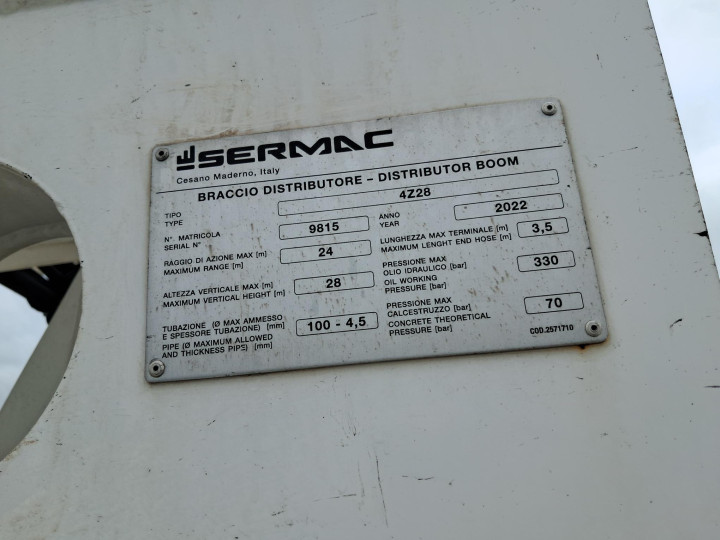 SERMAC
Cesano Maderno, Italy
BRACCIO DISTRIBUTORE - DISTRIBUTOR BOOM
TIPO
TYPE
4Z28
N° MATRICOLA
SERIAL N°
9815
ANNO
YEAR
2022
RAGGIO DI AZIONE MAX [m]
MAXIMUM RANGE [m]
24
LUNGHEZZA MAX TERMINALE [m]
MAXIMUM LENGHT END HOSE [m]
3,5
ALTEZZA VERTICALE MAX [m]
MAXIMUM VERTICAL HEIGHT [m]
28
PRESSIONE MAX
OLIO IDRAULICO [bar]
OIL WORKING
PRESSURE [bar]
330
TUBAZIONE (Ø MAX AMMESSO
E SPESSORE TUBAZIONE) [mm]
PIPE (Ø MAXIMUM ALLOWED
AND THICKNESS PIPE) [mm]
100 - 4,5
PRESSIONE MAX
CALCESTRUZZO [bar]
CONCRETE THEORETICAL
PRESSURE [bar]
70
COD.2571710